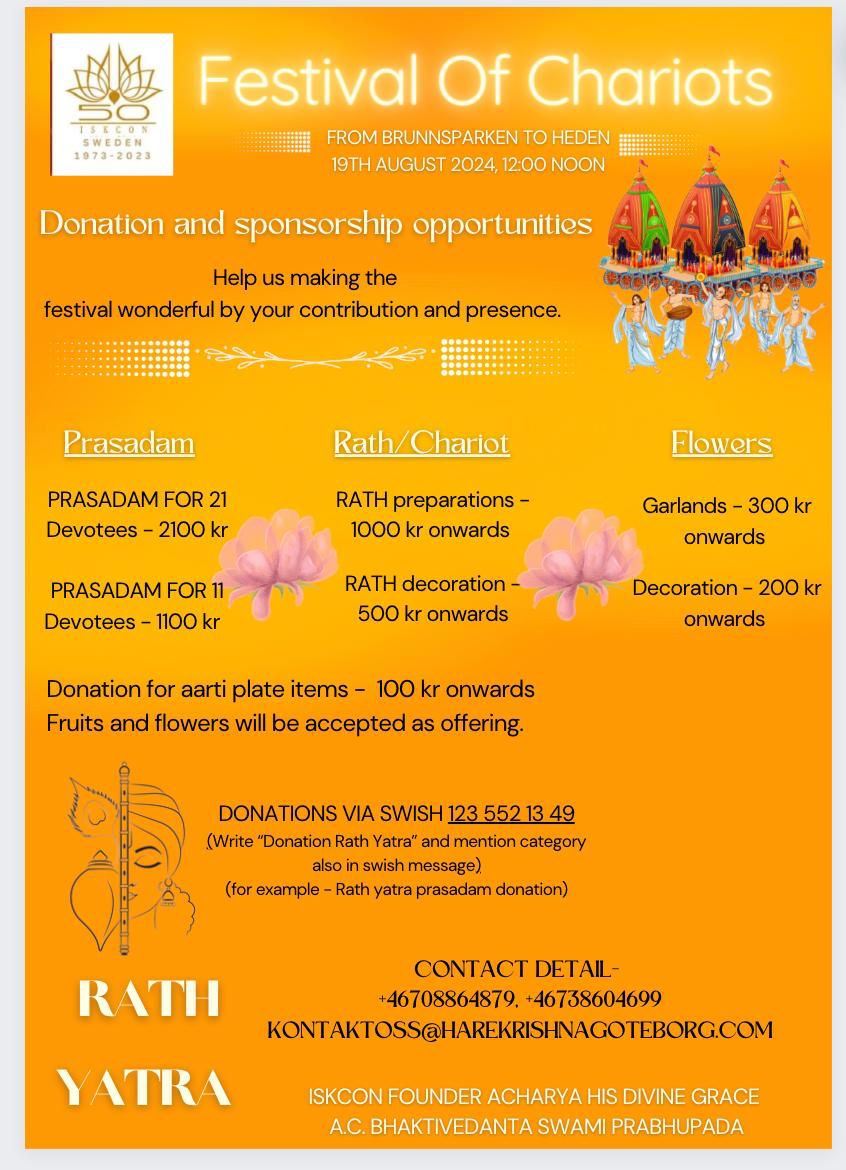 50
ISKCON
SWEDEN
1973-2023
Festival Of Chariots
FROM BRUNNSPARKEN TO HEDEN
19TH AUGUST 2024, 12:00 NOON
Donation and sponsorship opportunities
Help us making the
festival wonderful by your contribution and presence.
Prasadam
PRASADAM FOR 21
Devotees - 2100 kr
PRASADAM FOR 11
Devotees - 1100 kr
Rath/Chariot
RATH preparations -
1000 kr onwards
RATH decoration -
500 kr onwards
Flowers
Garlands - 300 kr
onwards
Decoration - 200 kr
onwards
Donation for aarti plate items - 100 kr onwards
Fruits and flowers will be accepted as offering.
DONATIONS VIA SWISH 123 552 13 49
(Write “Donation Rath Yatra” and mention category
also in swish message)
(for example - Rath yatra prasadam donation)
RATH
YATRA
CONTACT DETAIL-
+46708864879, +46738604699
KONTAKTOSS@HAREKRISHNAGOTEBORG.COM
ISKCON FOUNDER ACHARYA HIS DIVINE GRACE
A.C. BHAKTIVEDANTA SWAMI PRABHUPADA